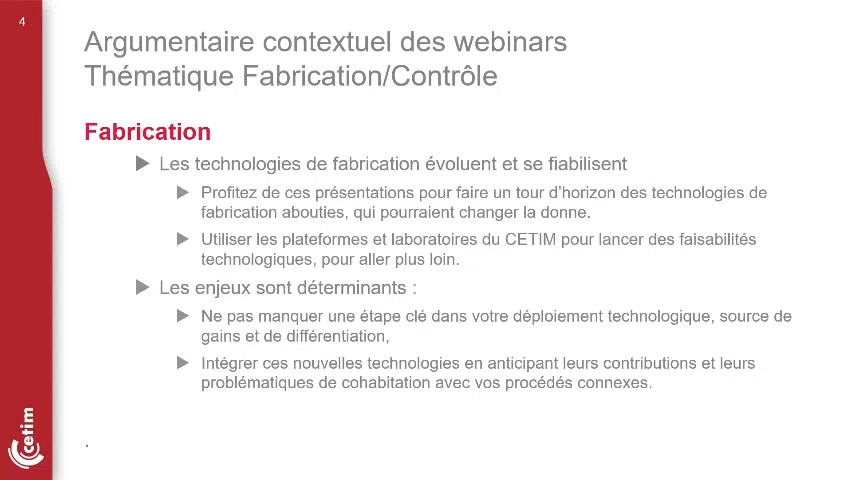 4
Argumentaire contextuel des webinars
Thématique Fabrication/Contrôle
Fabrication
Les technologies de fabrication évoluent et se fiabilisent
Profitez de ces présentations pour faire un tour d’horizon des technologies de
fabrication abouties, qui pourraient changer la donne.
Utiliser les plateformes et laboratoires du CETIM pour lancer des faisabilités
technologiques, pour aller plus loin.
Les enjeux sont déterminants :
Ne pas manquer une étape clé dans votre déploiement technologique, source de
gains et de différentiation,
Intégrer ces nouvelles technologies en anticipant leurs contributions et leurs
problématiques de cohabitation avec vos procédés connexes.
.
cetim